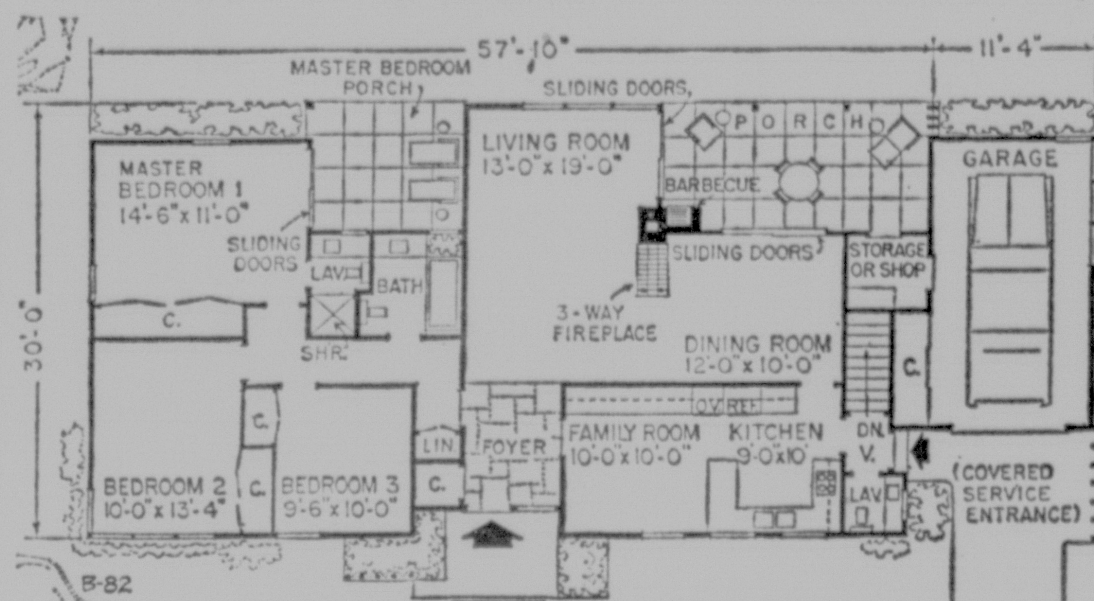 57'-10"
11'-4"
MASTER BEDROOM
PORCH
SLIDING DOORS
PORCH
LIVING ROOM
13'-0" x 19'-0"
MASTER
BEDROOM 1
14'-6" x 11'-0"
GARAGE
BARBECUE
SLIDING
DOORS
SLIDING DOORS
STORAGE
OR SHOP
LAV.
BATH
C.
SHR.
3-WAY
FIREPLACE
30'-0"
DINING ROOM
12'-0" x 10'-0"
C.
C.
OV.
REF.
LIN
FOYER
FAMILY ROOM
10'-0" x 10'-0"
KITCHEN
9'-0" x 10'
DN.
V.
BEDROOM 2
10'-0" x 13'-4"
C.
BEDROOM 3
9'-6" x 10'-0"
C.
LAV.
(COVERED
SERVICE
ENTRANCE)
B-82